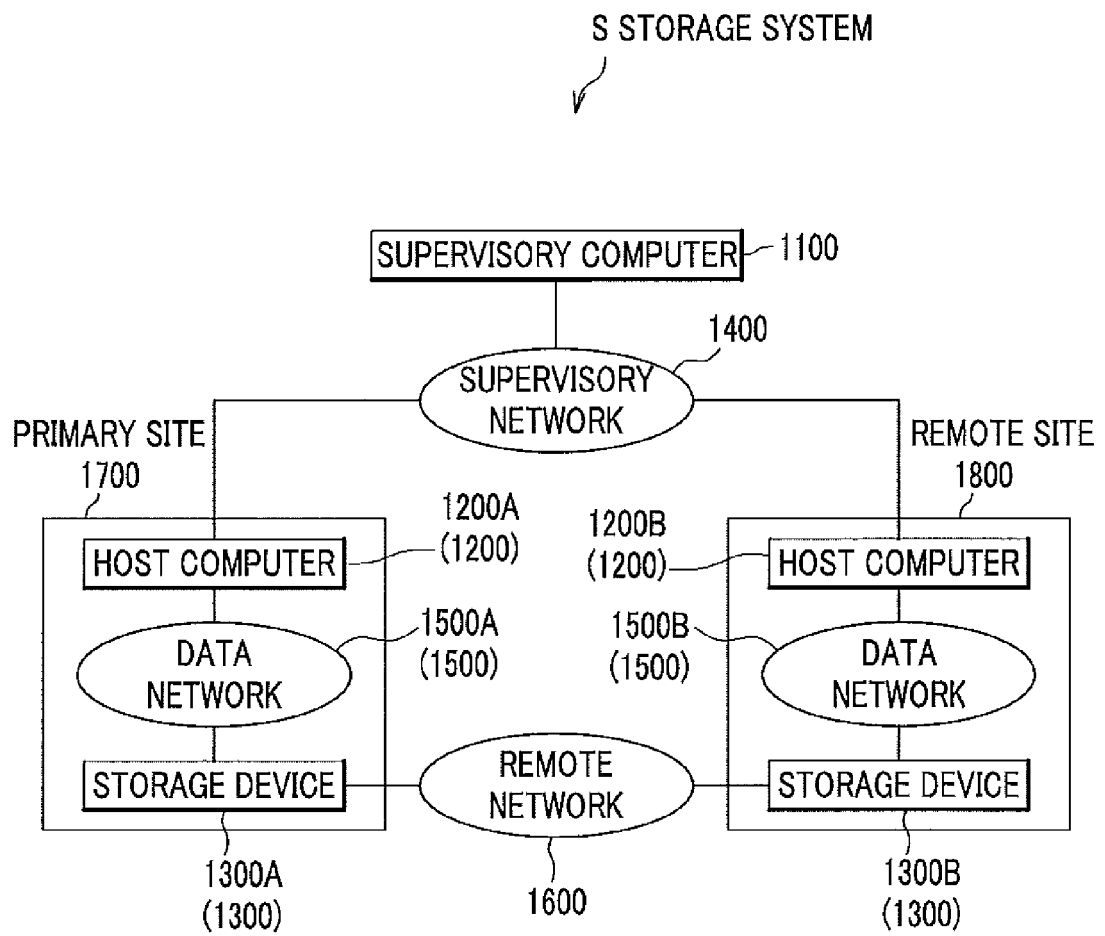 S STORAGE SYSTEM
SUPERVISORY COMPUTER
1100
1400
SUPERVISORY
NETWORK
PRIMARY SITE
1700
REMOTE SITE
1800
1200A
(1200)
HOST COMPUTER
1200B
(1200)
HOST COMPUTER
1500A
(1500)
DATA
NETWORK
1500B
(1500)
DATA
NETWORK
STORAGE DEVICE
REMOTE
NETWORK
STORAGE DEVICE
1300A
(1300)
1600
1300B
(1300)